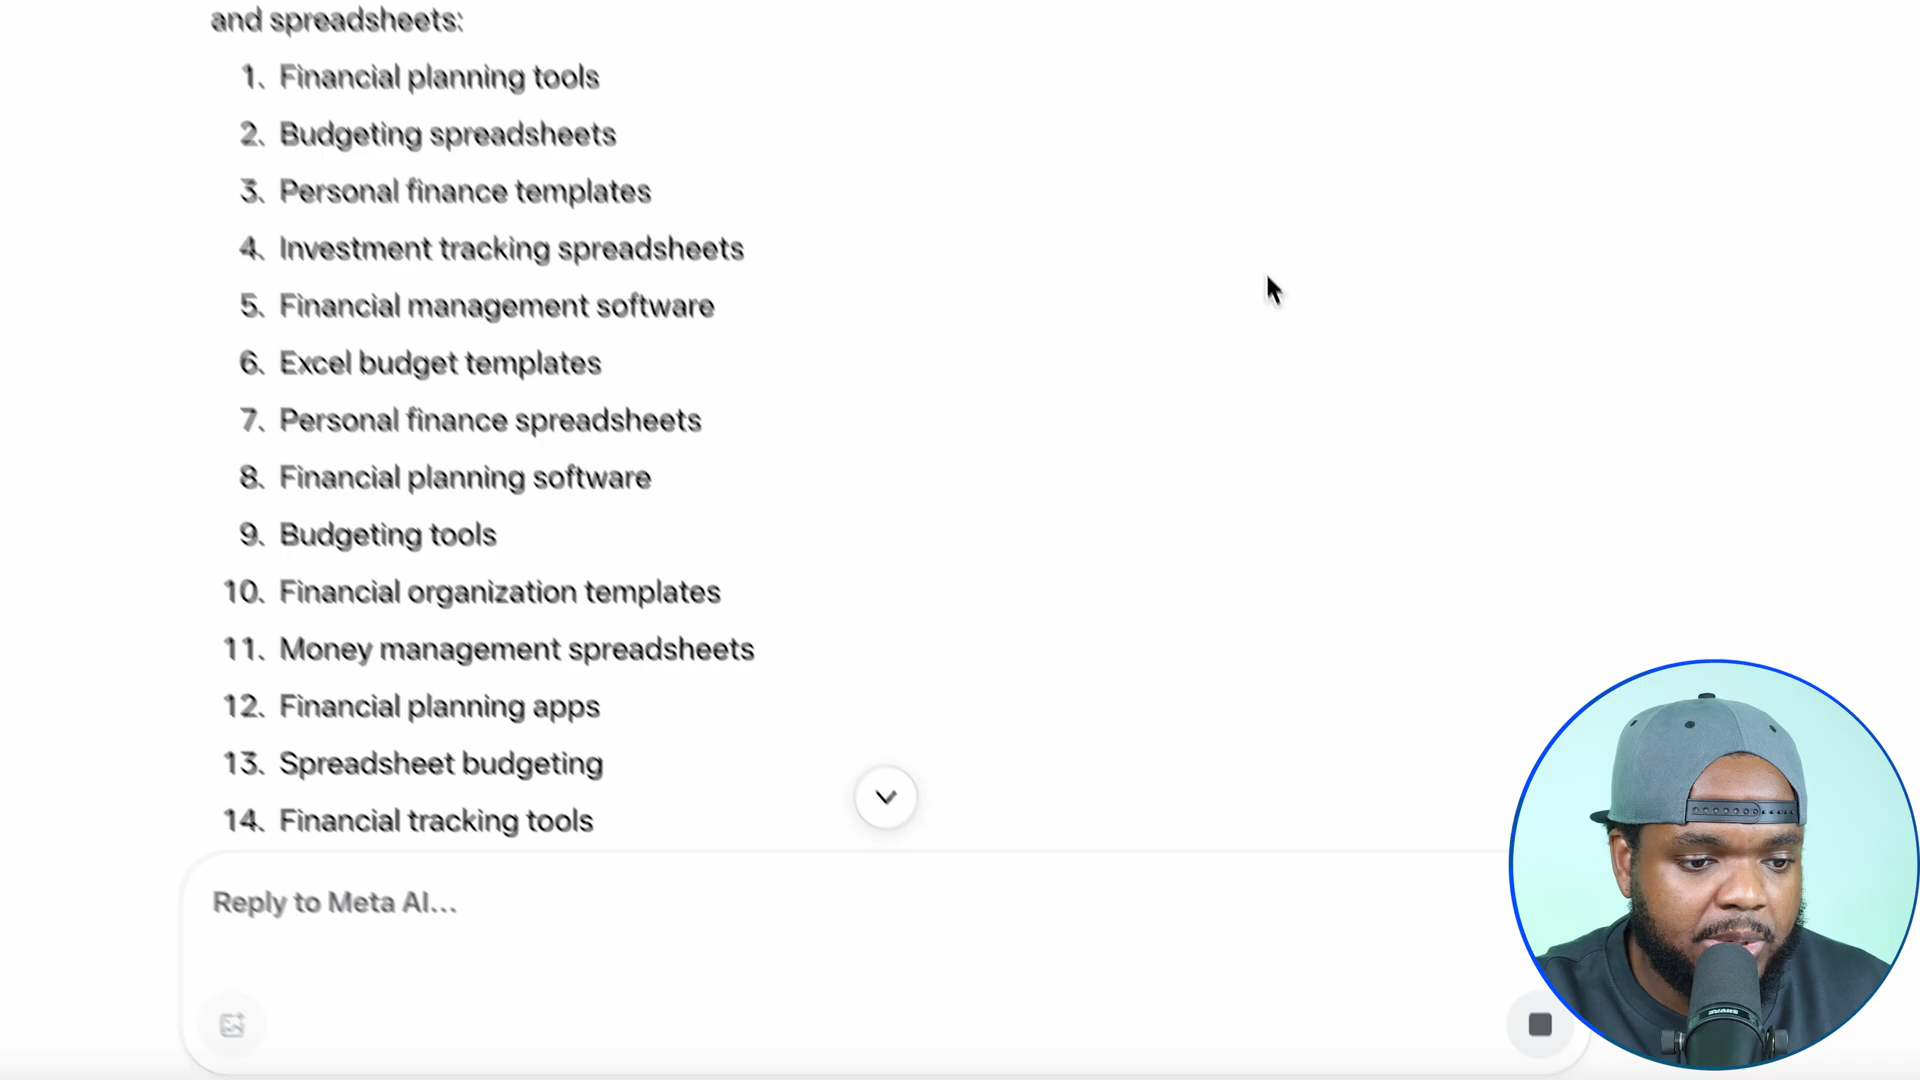 and spreadsheets:
1. Financial planning tools
2. Budgeting spreadsheets
3. Personal finance templates
4. Investment tracking spreadsheets
5. Financial management software
6. Excel budget templates
7. Personal finance spreadsheets
8. Financial planning software
9. Budgeting tools
10. Financial organization templates
11. Money management spreadsheets
12. Financial planning apps
13. Spreadsheet budgeting
14. Financial tracking tools
Reply to Meta AI...
SHURE